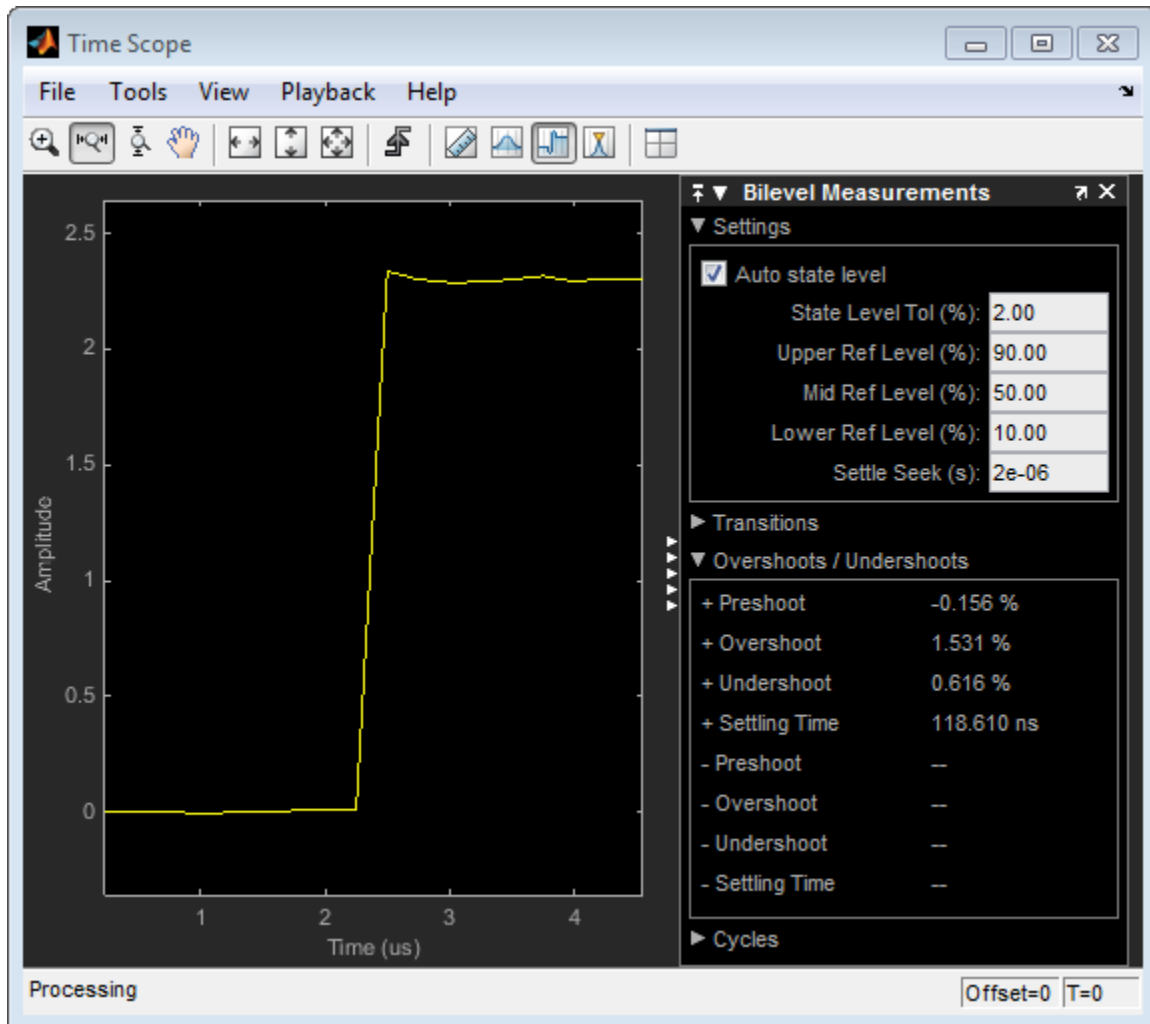 Time Scope
File Tools View Playback Help
2.5
2
1.5
1
0.5
0
Amplitude
1 2 3 4
Time (us)
Bilevel Measurements
Settings
Auto state level
State Level Tol (%): 2.00
Upper Ref Level (%): 90.00
Mid Ref Level (%): 50.00
Lower Ref Level (%): 10.00
Settle Seek (s): 2e-06
Transitions
Overshoots / Undershoots
+ Preshoot -0.156 %
+ Overshoot 1.531 %
+ Undershoot 0.616 %
+ Settling Time 118.610 ns
- Preshoot --
- Overshoot --
- Undershoot --
- Settling Time --
Cycles
Processing Offset=0 T=0